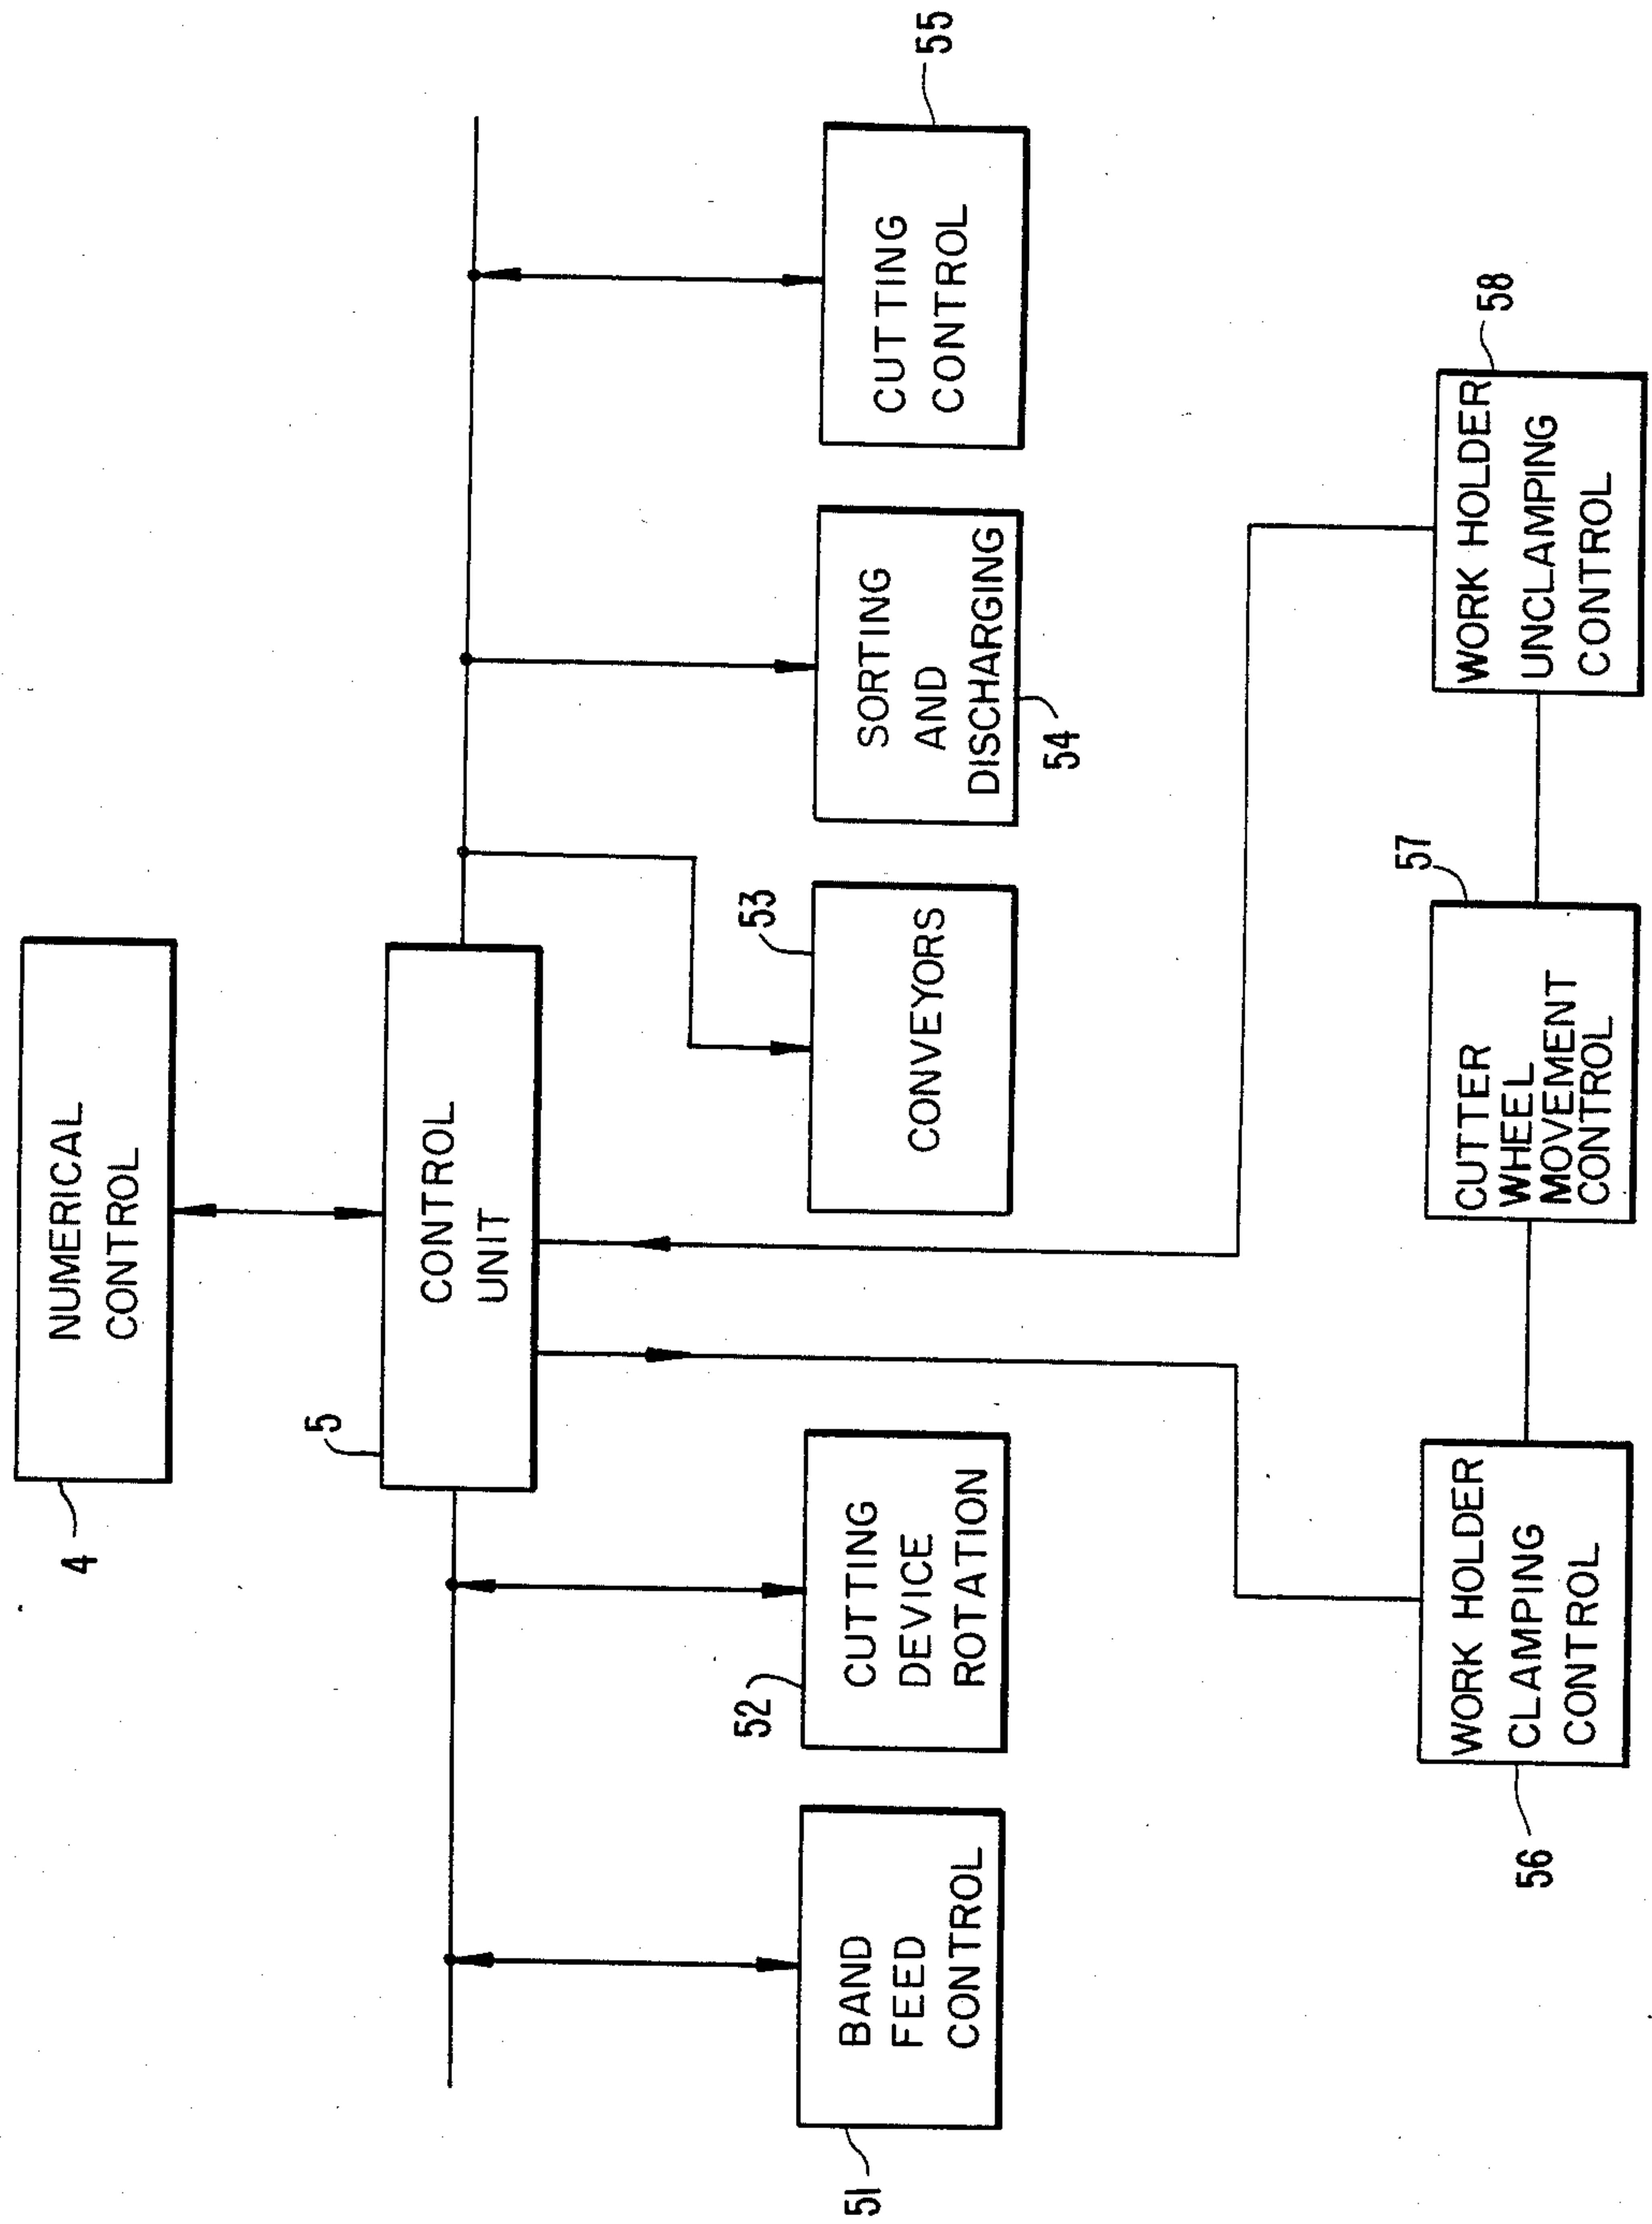 4
NUMERICAL
CONTROL
5
CONTROL
UNIT
51
BAND
FEED
CONTROL
52
CUTTING
DEVICE
ROTATION
53
CONVEYORS
SORTING
AND
DISCHARGING
54
CUTTING
CONTROL
55
56
WORK HOLDER
CLAMPING
CONTROL
57
CUTTER
WHEEL
MOVEMENT
CONTROL
58
WORK HOLDER
UNCLAMPING
CONTROL